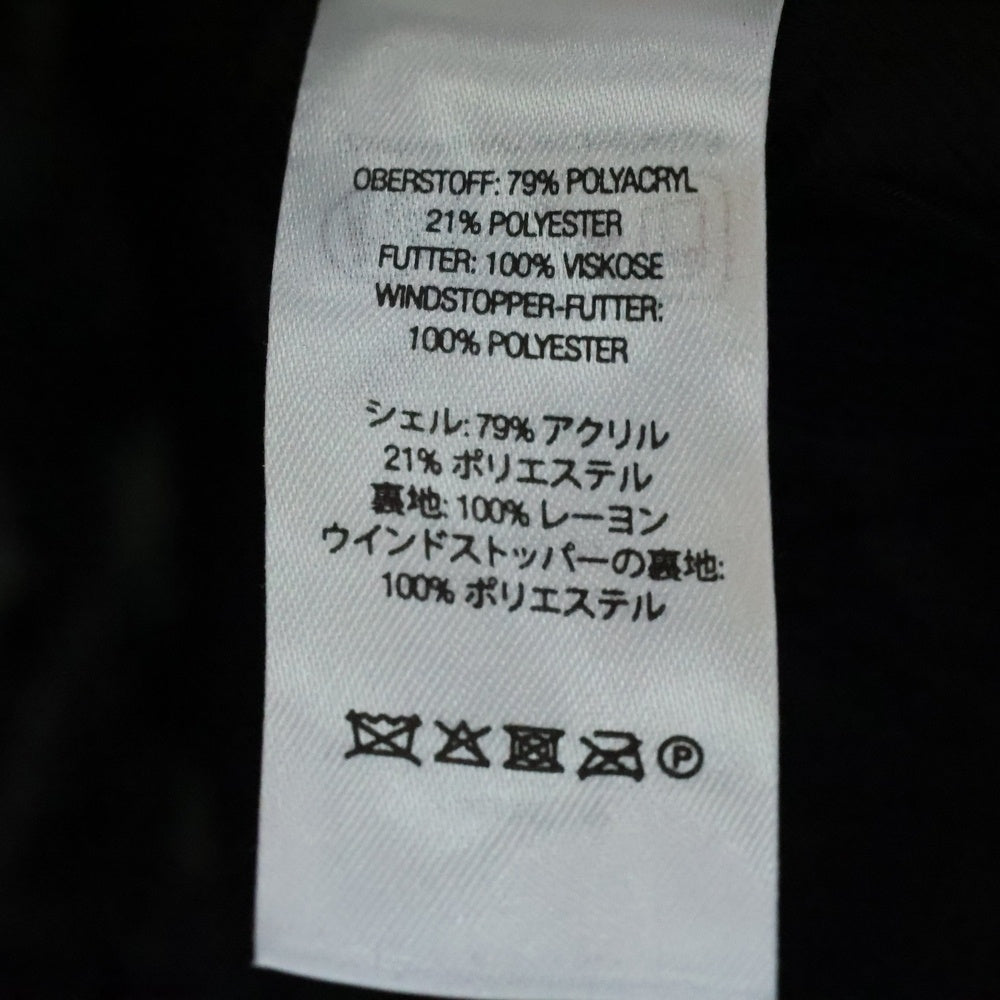 OBERSTOFF: 79% POLYACRYL
21% POLYESTER
FUTTER: 100% VISKOSE
WINDSTOPPER-FUTTER:
100% POLYESTER
シェル: 79% アクリル
21% ポリエステル
裏地: 100% レーヨン
ウインドストッパーの裏地:
100% ポリエステル
P